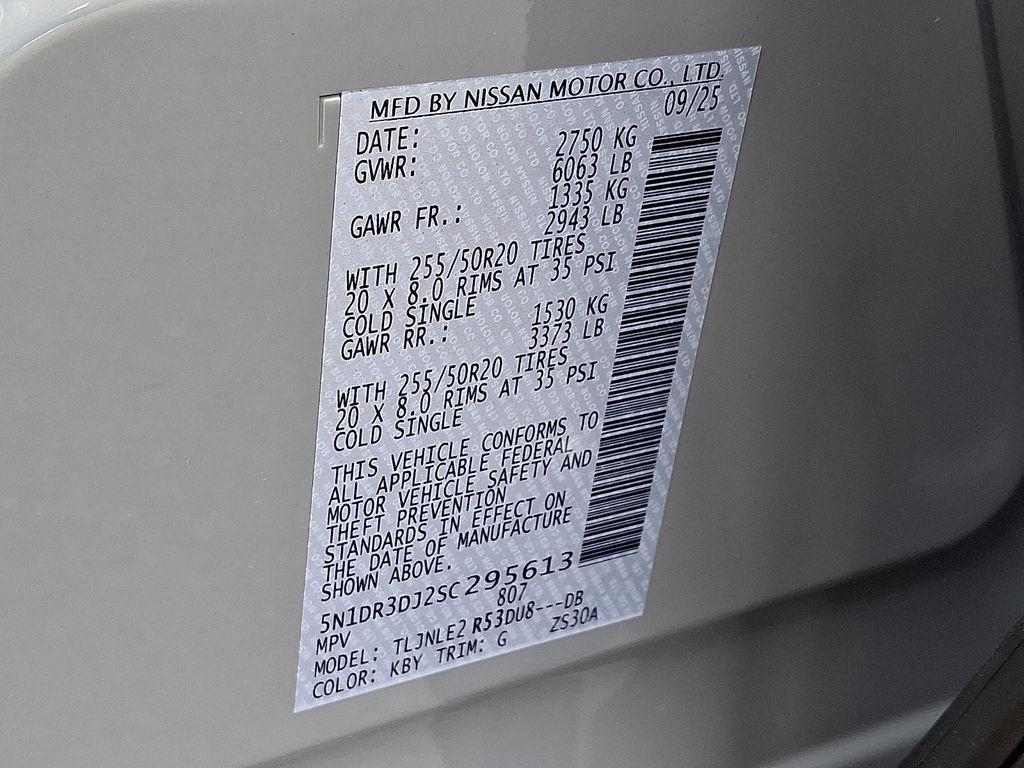 MFD BY NISSAN MOTOR CO., LTD.
DATE: 09/25
GVWR: 2750 KG
6063 LB
GAWR FR.: 1335 KG
2943 LB
WITH 255/50R20 TIRES
20 X 8.0 RIMS AT 35 PSI
COLD SINGLE
GAWR RR.: 1530 KG
3373 LB
WITH 255/50R20 TIRES
20 X 8.0 RIMS AT 35 PSI
COLD SINGLE
THIS VEHICLE CONFORMS TO
ALL APPLICABLE FEDERAL
MOTOR VEHICLE SAFETY AND
THEFT PREVENTION
STANDARDS IN EFFECT ON
THE DATE OF MANUFACTURE
SHOWN ABOVE.
5N1DR3DJ2SC295613
MPV 807
MODEL: TLJNLE2 R53DU8---DB
COLOR: KBY TRIM: G ZS30A